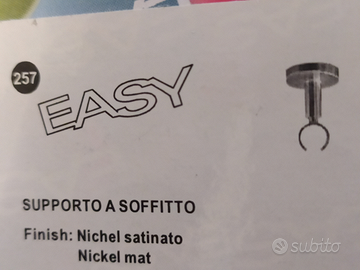 257
EASY
SUPPORTO A SOFFITTO
Finish: Nichel satinato
Nickel mat
subito